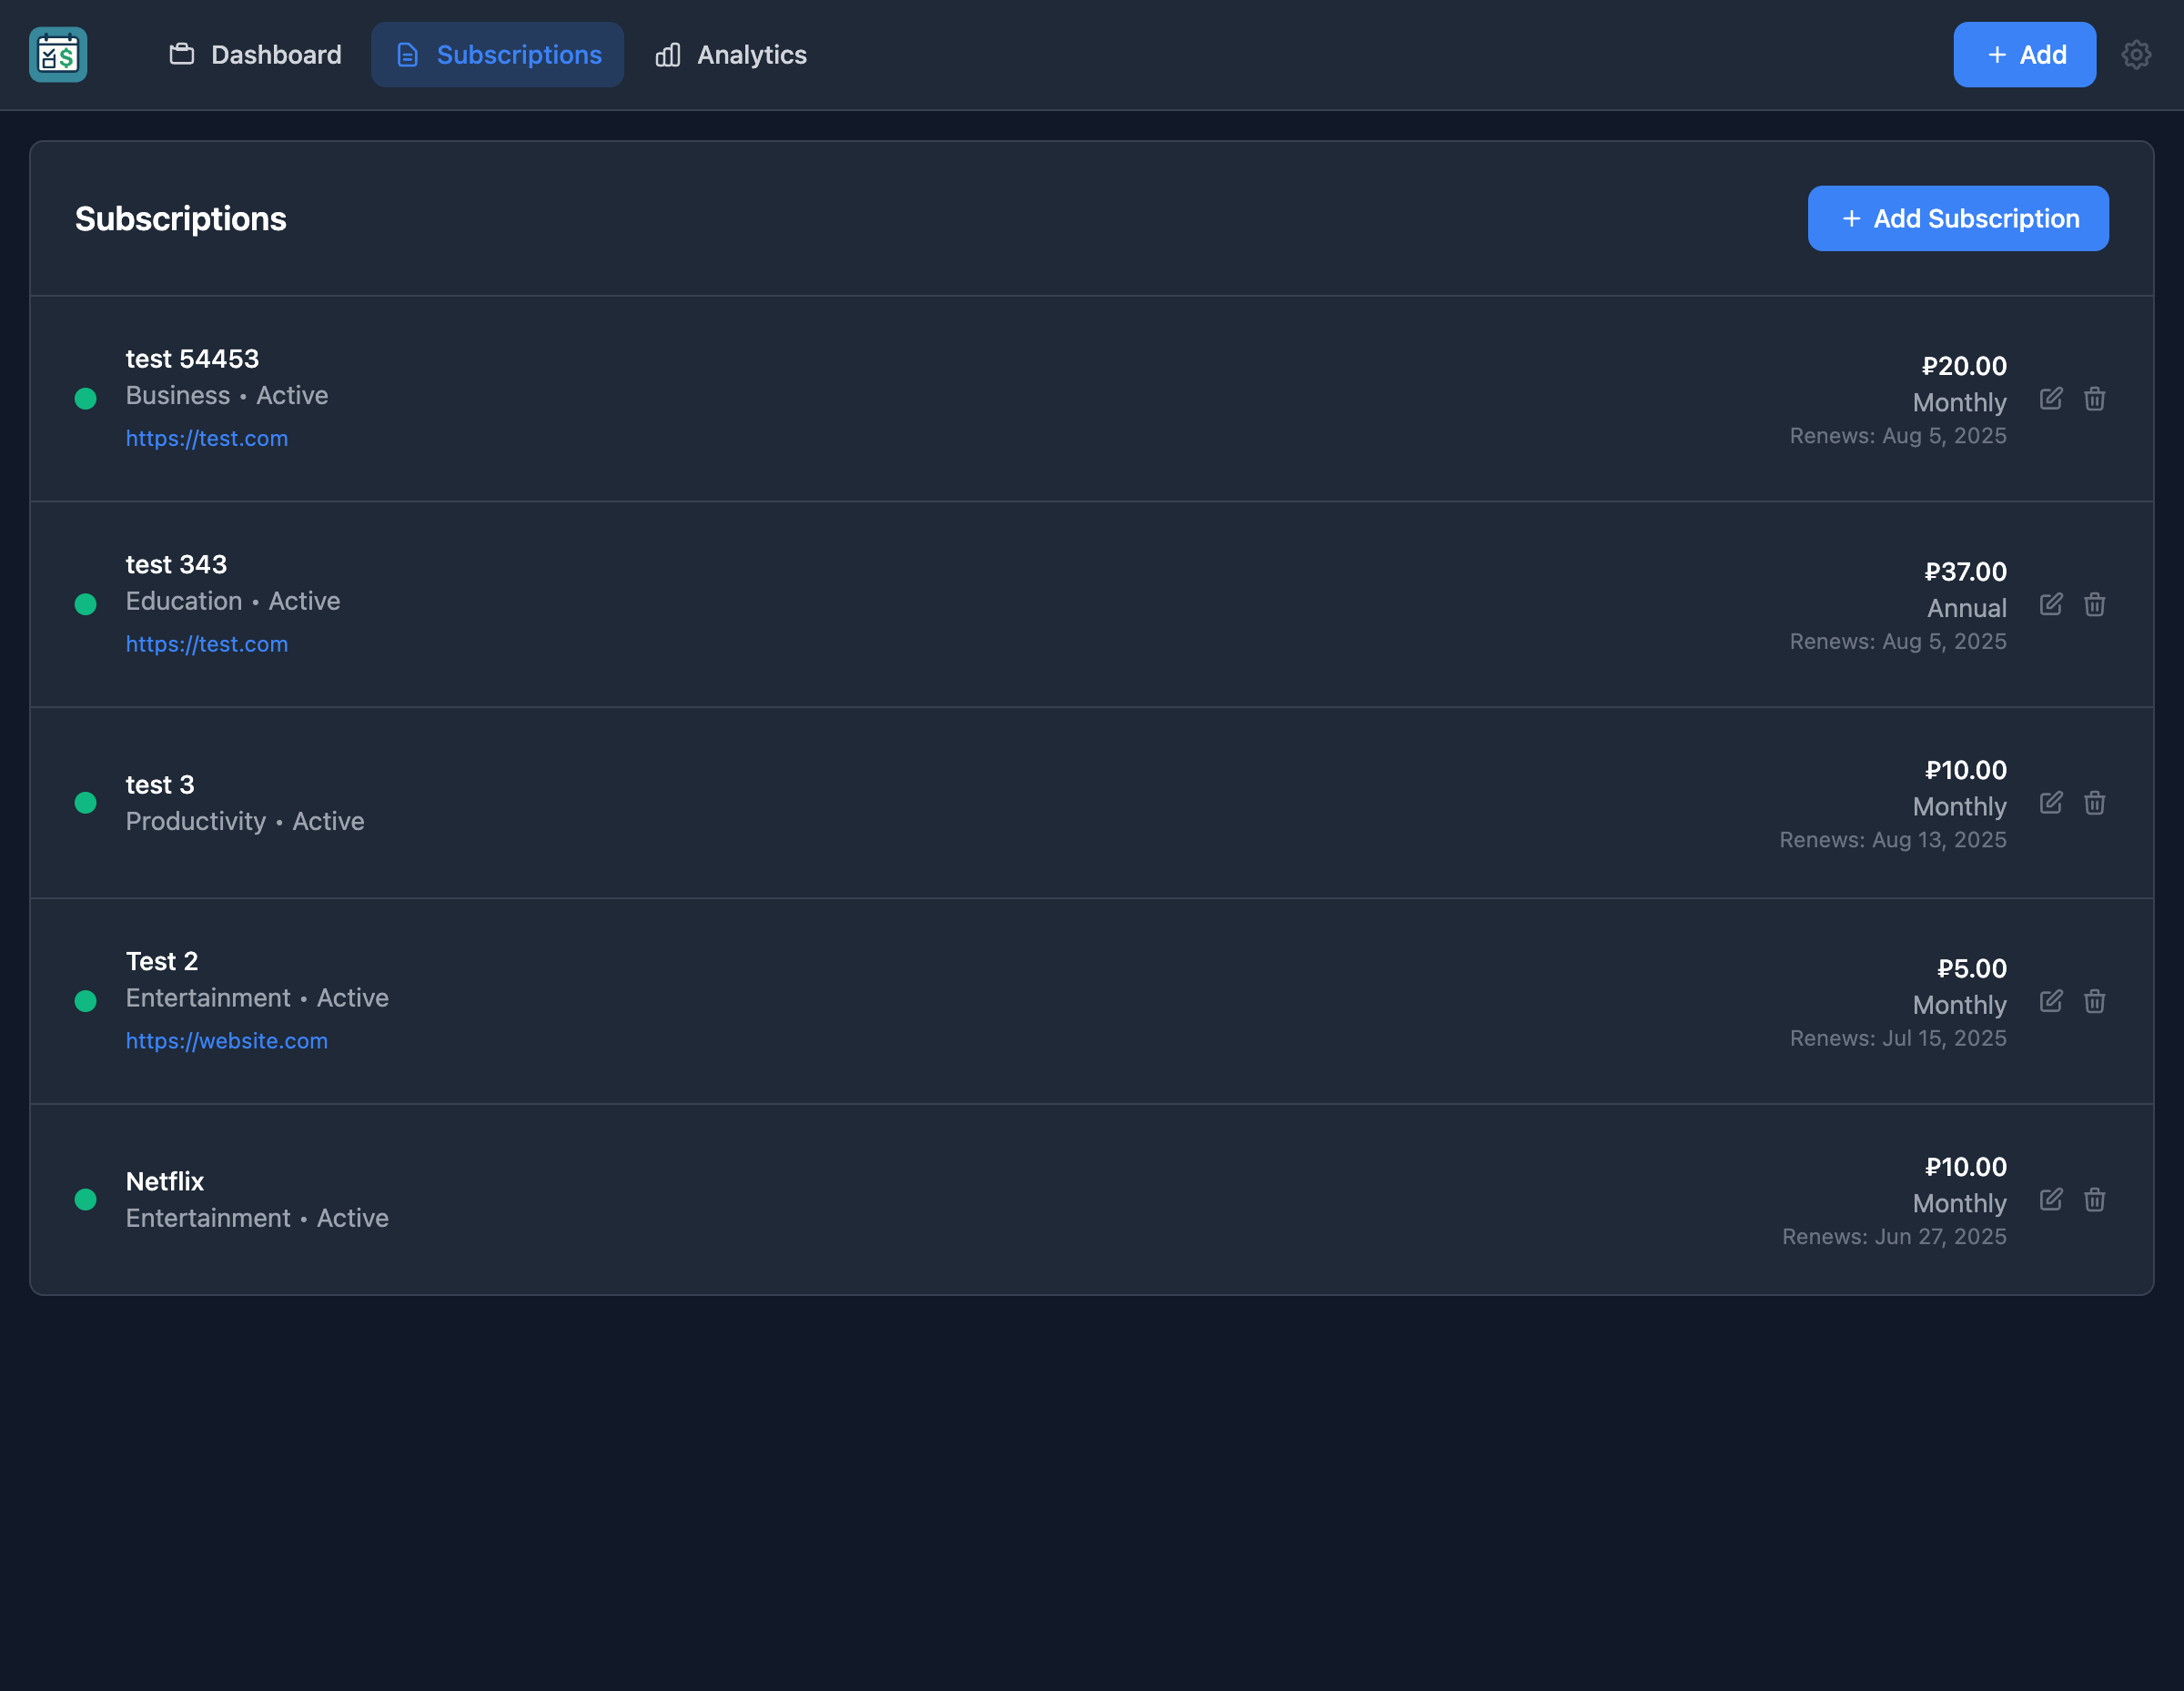 Dashboard
Subscriptions
Analytics
+ Add
Subscriptions
+ Add Subscription
test 54453
Business • Active
https://test.com
₽20.00
Monthly
Renews: Aug 5, 2025
test 343
Education • Active
https://test.com
₽37.00
Annual
Renews: Aug 5, 2025
test 3
Productivity • Active
₽10.00
Monthly
Renews: Aug 13, 2025
Test 2
Entertainment • Active
https://website.com
₽5.00
Monthly
Renews: Jul 15, 2025
Netflix
Entertainment • Active
₽10.00
Monthly
Renews: Jun 27, 2025